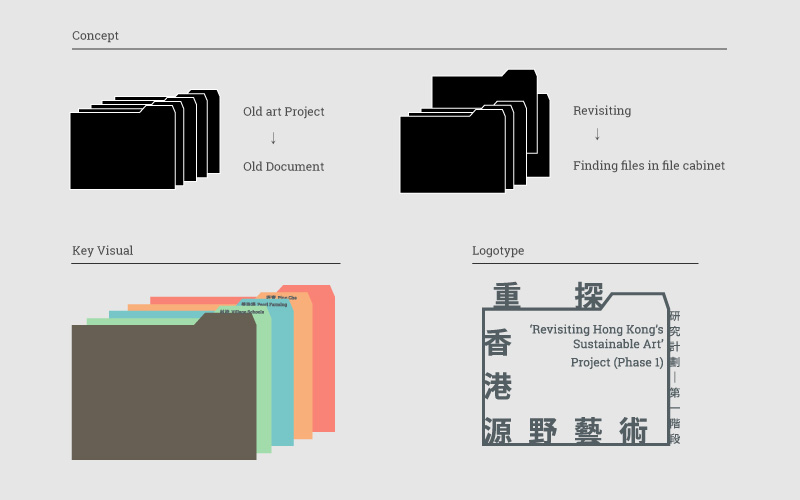 Concept
Old art Project
↓
Old Document
Revisiting
↓
Finding files in file cabinet
Key Visual
Logotype
重探
香
港
源野藝術
'Revisiting Hong Kong's
Sustainable Art'
Project (Phase 1)
研究計劃｜第一階段